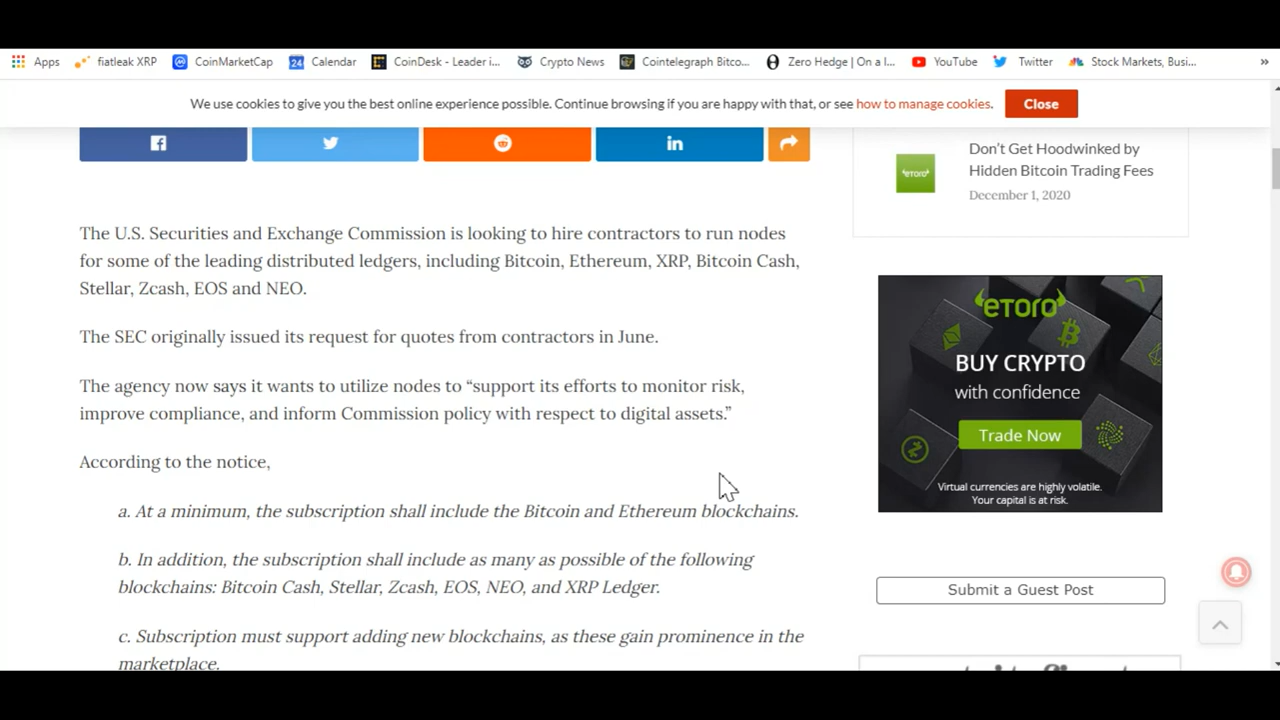 Apps fiatleak XRP CoinMarketCap 24 Calendar CoinDesk - Leader i... Crypto News Cointelegraph Bitco... Zero Hedge | On a l... YouTube Twitter Stock Markets, Busi... »
We use cookies to give you the best online experience possible. Continue browsing if you are happy with that, or see how to manage cookies. Close
Don't Get Hoodwinked by
Hidden Bitcoin Trading Fees
December 1, 2020
eToro
The U.S. Securities and Exchange Commission is looking to hire contractors to run nodes
for some of the leading distributed ledgers, including Bitcoin, Ethereum, XRP, Bitcoin Cash,
Stellar, Zcash, EOS and NEO.
The SEC originally issued its request for quotes from contractors in June.
The agency now says it wants to utilize nodes to “support its efforts to monitor risk,
improve compliance, and inform Commission policy with respect to digital assets.”
According to the notice,
a. At a minimum, the subscription shall include the Bitcoin and Ethereum blockchains.
b. In addition, the subscription shall include as many as possible of the following
blockchains: Bitcoin Cash, Stellar, Zcash, EOS, NEO, and XRP Ledger.
c. Subscription must support adding new blockchains, as these gain prominence in the
marketplace.
eToro
BUY CRYPTO
with confidence
Trade Now
Virtual currencies are highly volatile.
Your capital is at risk.
Submit a Guest Post